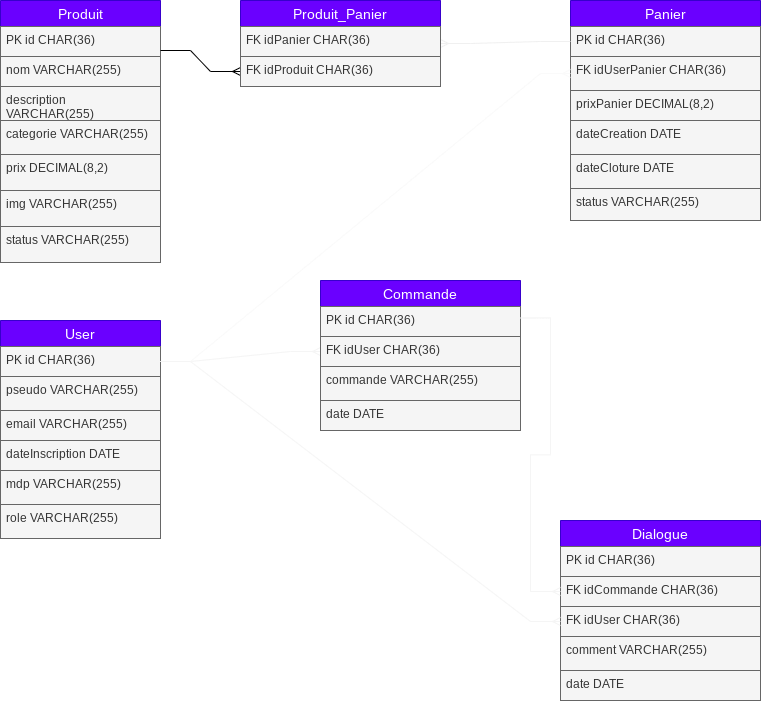 Produit
PK id CHAR(36)
nom VARCHAR(255)
description
VARCHAR(255)
categorie VARCHAR(255)
prix DECIMAL(8,2)
img VARCHAR(255)
status VARCHAR(255)
Produit_Panier
FK idPanier CHAR(36)
FK idProduit CHAR(36)
Panier
PK id CHAR(36)
FK idUserPanier CHAR(36)
prixPanier DECIMAL(8,2)
dateCreation DATE
dateCloture DATE
status VARCHAR(255)
Commande
PK id CHAR(36)
FK idUser CHAR(36)
commande VARCHAR(255)
date DATE
User
PK id CHAR(36)
pseudo VARCHAR(255)
email VARCHAR(255)
dateInscription DATE
mdp VARCHAR(255)
role VARCHAR(255)
Dialogue
PK id CHAR(36)
FK idCommande CHAR(36)
FK idUser CHAR(36)
comment VARCHAR(255)
date DATE